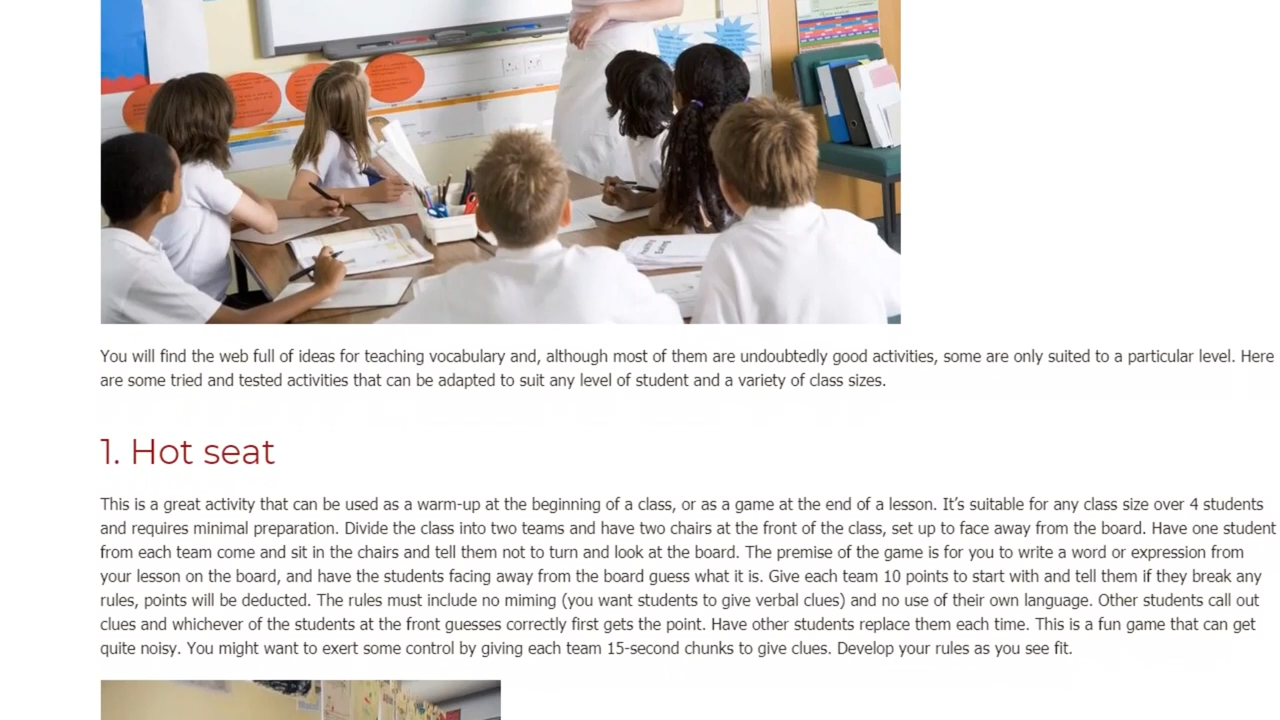 You will find the web full of ideas for teaching vocabulary and, although most of them are undoubtedly good activities, some are only suited to a particular level. Here
are some tried and tested activities that can be adapted to suit any level of student and a variety of class sizes.
1. Hot seat
This is a great activity that can be used as a warm-up at the beginning of a class, or as a game at the end of a lesson. It’s suitable for any class size over 4 students
and requires minimal preparation. Divide the class into two teams and have two chairs at the front of the class, set up to face away from the board. Have one student
from each team come and sit in the chairs and tell them not to turn and look at the board. The premise of the game is for you to write a word or expression from
your lesson on the board, and have the students facing away from the board guess what it is. Give each team 10 points to start with and tell them if they break any
rules, points will be deducted. The rules must include no miming (you want students to give verbal clues) and no use of their own language. Other students call out
clues and whichever of the students at the front guesses correctly first gets the point. Have other students replace them each time. This is a fun game that can get
quite noisy. You might want to exert some control by giving each team 15-second chunks to give clues. Develop your rules as you see fit.